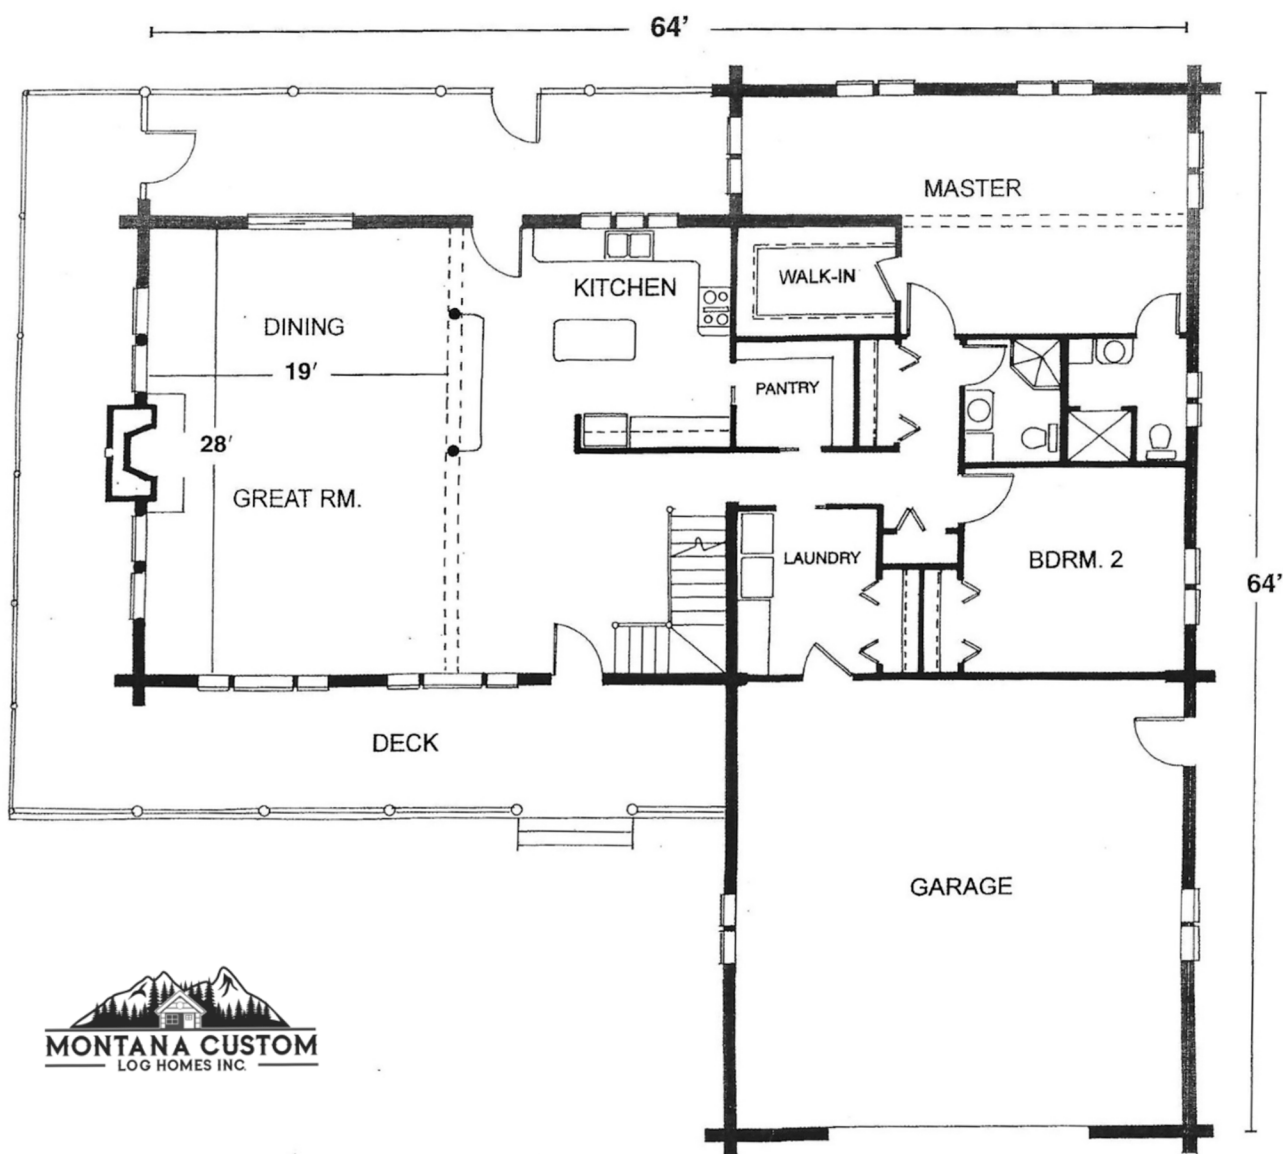 64'
MASTER
WALK-IN
KITCHEN
DINING
19'
PANTRY
28'
GREAT RM.
LAUNDRY
BDRM. 2
64'
DECK
GARAGE
MONTANA CUSTOM
LOG HOMES INC.